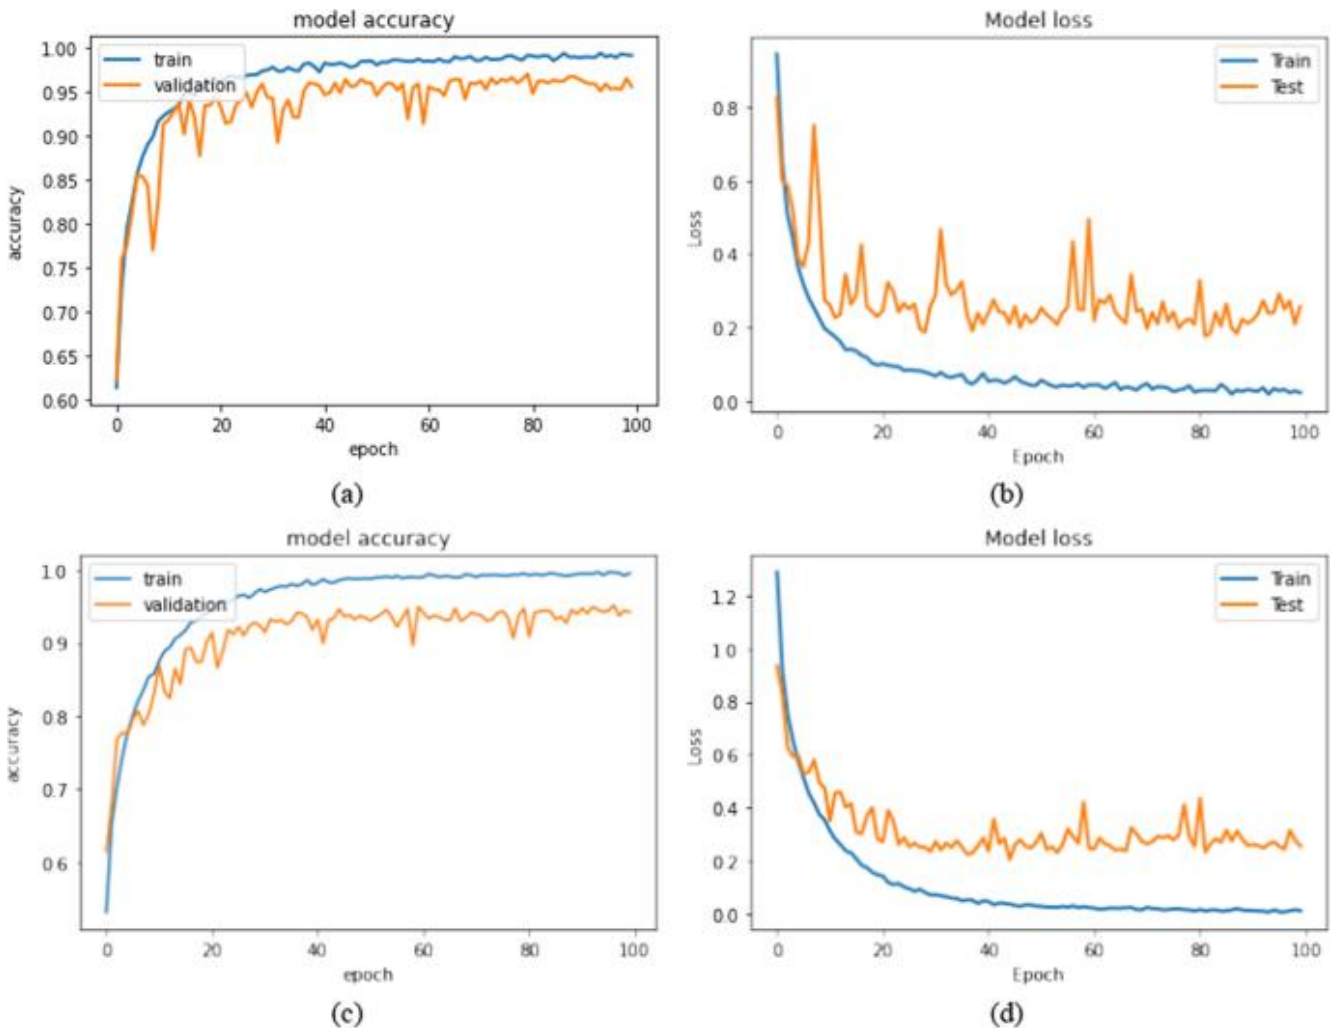 model accuracy
train
validation
accuracy
1.00
0.95
0.90
0.85
0.80
0.75
0.70
0.65
0.60
0 20 40 60 80 100
epoch
(a)
Model loss
Train
Test
Loss
0.8
0.6
0.4
0.2
0.0
0 20 40 60 80 100
Epoch
(b)
model accuracy
train
validation
accuracy
1.0
0.9
0.8
0.7
0.6
0 20 40 60 80 100
epoch
(c)
Model loss
Train
Test
Loss
1.2
1.0
0.8
0.6
0.4
0.2
0.0
0 20 40 60 80 100
Epoch
(d)